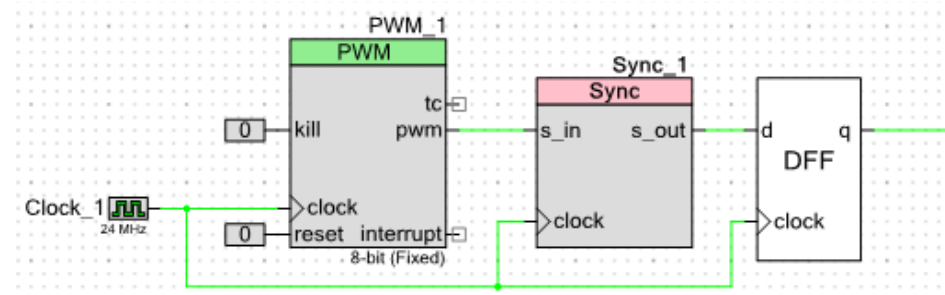 PWM_1
PWM
Sync_1
Sync
tc
0 kill pwm s_in s_out d q
DFF
Clock_1 clock clock clock
24 MHz
0 reset interrupt
8-bit (Fixed)